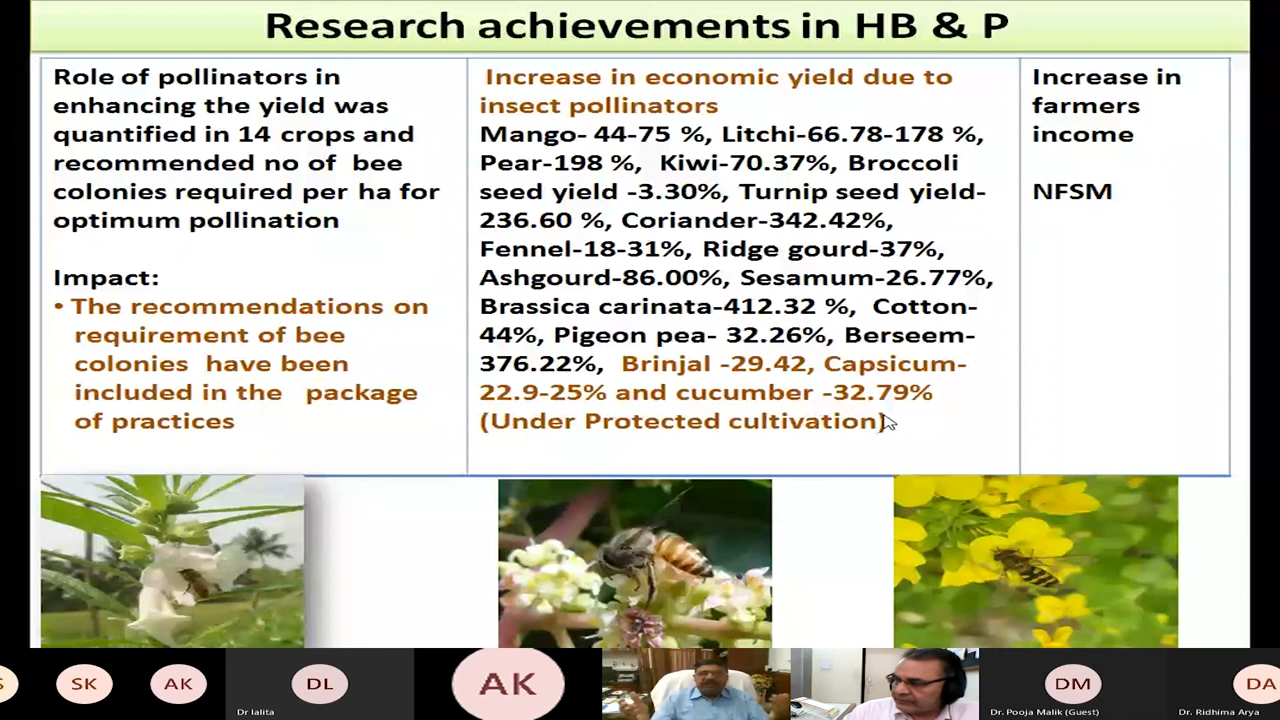 Research achievements in HB & P
Role of pollinators in
enhancing the yield was
quantified in 14 crops and
recommended no of bee
colonies required per ha for
optimum pollination
Impact:
• The recommendations on
requirement of bee
colonies have been
included in the package
of practices
Increase in economic yield due to
insect pollinators
Mango- 44-75 %, Litchi-66.78-178 %,
Pear-198 %, Kiwi-70.37%, Broccoli
seed yield -3.30%, Turnip seed yield-
236.60 %, Coriander-342.42%,
Fennel-18-31%, Ridge gourd-37%,
Ashgourd-86.00%, Sesamum-26.77%,
Brassica carinata-412.32 %, Cotton-
44%, Pigeon pea- 32.26%, Berseem-
376.22%, Brinjal -29.42, Capsicum-
22.9-25% and cucumber -32.79%
(Under Protected cultivation)
Increase in
farmers
income
NFSM
S
SK
AK
DL
Dr lalita
AK
DM
Dr. Pooja Malik (Guest)
DA
Dr. Ridhima Arya